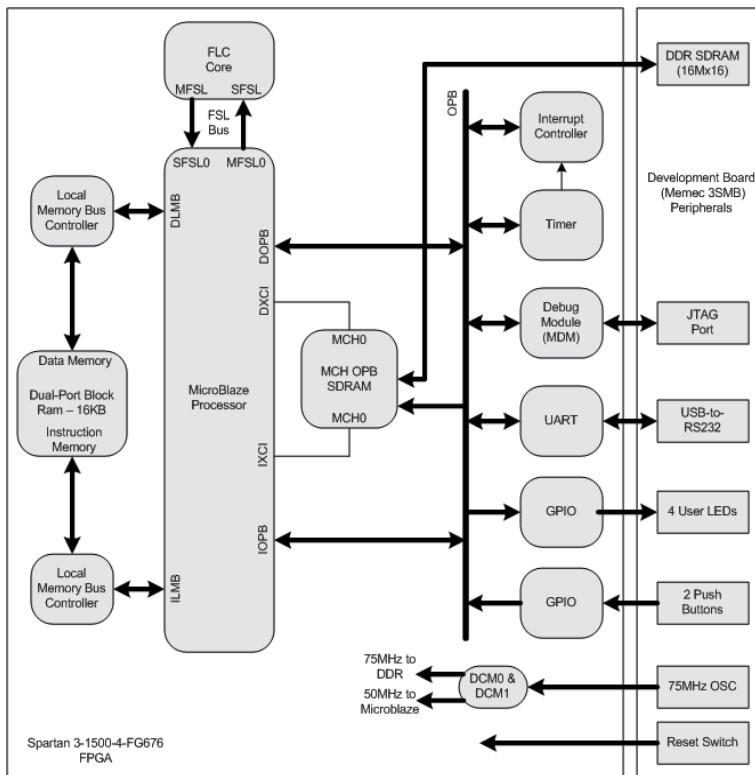 FLC
Core
MFSL SFSL
FSL
Bus
SFSL0 MFSL0
Local
Memory Bus
Controller
DLMB
DOPB
DXCI
Data Memory
Dual-Port Block
Ram – 16KB
Instruction
Memory
MicroBlaze
Processor
MCH0
MCH OPB
SDRAM
MCH0
IXCI
IOPB
Local
Memory Bus
Controller
ILMB
OPB
Interrupt
Controller
Timer
Debug
Module
(MDM)
UART
GPIO
GPIO
75MHz to
DDR
50MHz to
Microblaze
DCM0 &
DCM1
Spartan 3-1500-4-FG676
FPGA
DDR SDRAM
(16Mx16)
Development Board
(Memec 3SMB)
Peripherals
JTAG
Port
USB-to-
RS232
4 User LEDs
2 Push
Buttons
75MHz OSC
Reset Switch